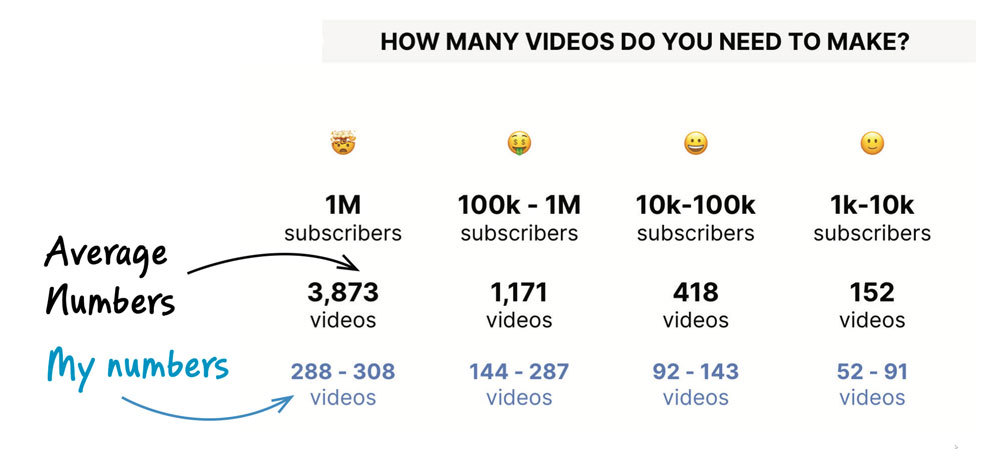 HOW MANY VIDEOS DO YOU NEED TO MAKE?
1M
subscribers
100k - 1M
subscribers
10k-100k
subscribers
1k-10k
subscribers
Average
Numbers
3,873
videos
1,171
videos
418
videos
152
videos
My numbers
288 - 308
videos
144 - 287
videos
92 - 143
videos
52 - 91
videos